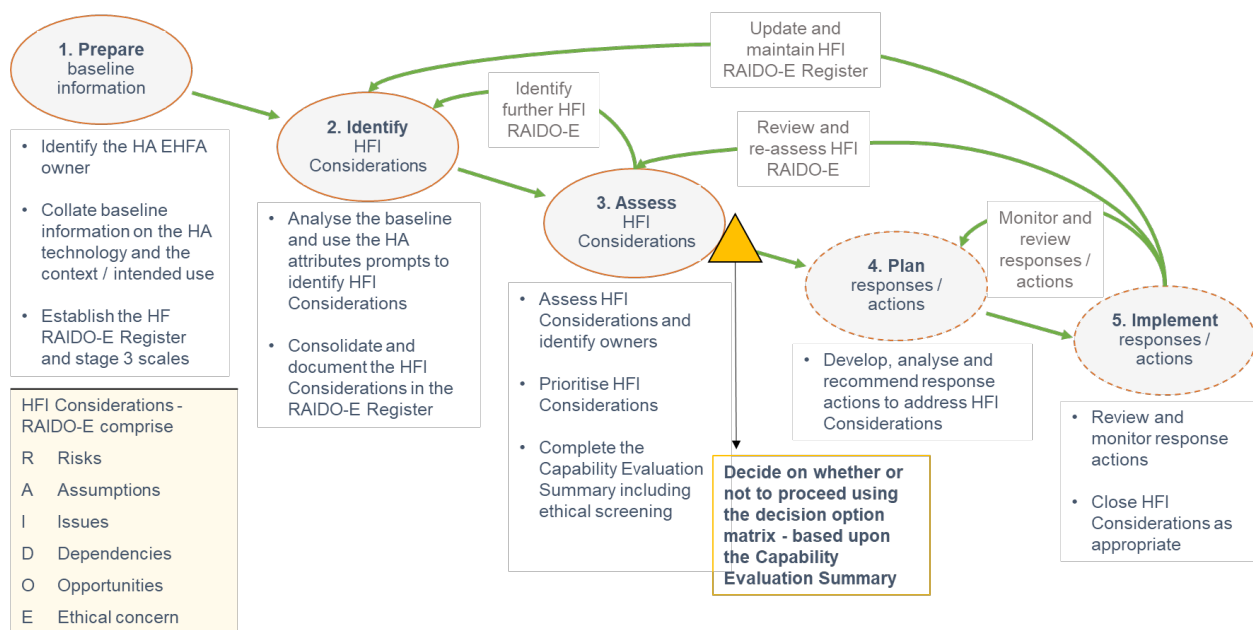 1. Prepare
baseline
information
• Identify the HA EHFA
owner
• Collate baseline
information on the HA
technology and the
context / intended use
• Establish the HF
RAIDO-E Register
and stage 3 scales
HFI Considerations -
RAIDO-E comprise
R Risks
A Assumptions
I Issues
D Dependencies
O Opportunities
E Ethical concern
2. Identify
HFI
Considerations
• Analyse the baseline
and use the HA
attributes prompts to
identify HFI
Considerations
• Consolidate and
document the HFI
Considerations in the
RAIDO-E Register
Identify
further HFI
RAIDO-E
Update and
maintain HFI
RAIDO-E Register
Review and
re-assess HFI
RAIDO-E
3. Assess
HFI
Considerations
• Assess HFI
Considerations and
identify owners
• Prioritise HFI
Considerations
• Complete the
Capability Evaluation
Summary including
ethical screening
Decide on whether or
not to proceed using
the decision option
matrix - based upon
the Capability
Evaluation Summary
Monitor and
review
responses /
actions
4. Plan
responses /
actions
• Develop, analyse and
recommend response
actions to address HFI
Considerations
5. Implement
responses /
actions
• Review and
monitor response
actions
• Close HFI
Considerations as
appropriate